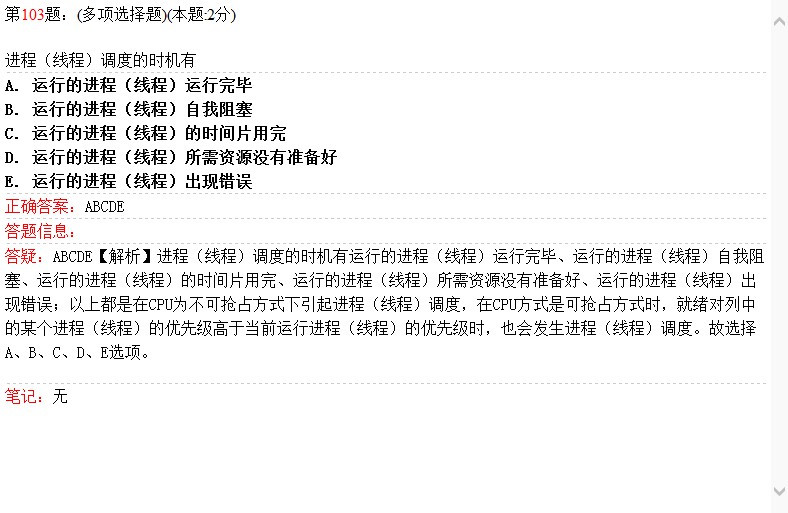 第103题：(多项选择题)(本题:2分)
进程（线程）调度的时机有
A. 运行的进程（线程）运行完毕
B. 运行的进程（线程）自我阻塞
C. 运行的进程（线程）的时间片用完
D. 运行的进程（线程）所需资源没有准备好
E. 运行的进程（线程）出现错误
正确答案：ABCDE
答题信息：
答疑：ABCDE【解析】进程（线程）调度的时机有运行的进程（线程）运行完毕、运行的进程（线程）自我阻
塞、运行的进程（线程）的时间片用完、运行的进程（线程）所需资源没有准备好、运行的进程（线程）出
现错误；以上都是在CPU为不可抢占方式下引起进程（线程）调度，在CPU方式是可抢占方式时，就绪对列中
的某个进程（线程）的优先级高于当前运行进程（线程）的优先级时，也会发生进程（线程）调度。故选择
A、B、C、D、E选项。
笔记：无